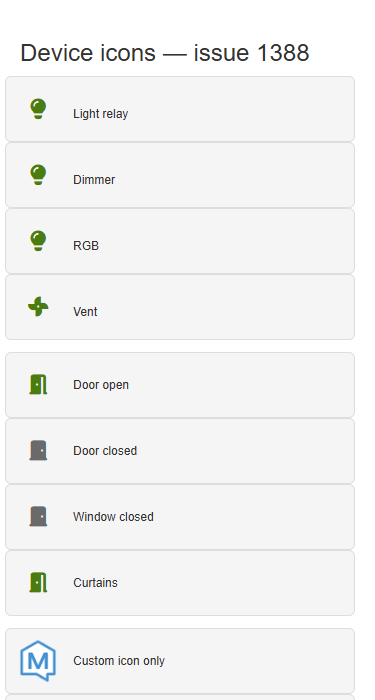 Device icons — issue 1388
Light relay
Dimmer
RGB
Vent
Door open
Door closed
Window closed
Curtains
M
Custom icon only